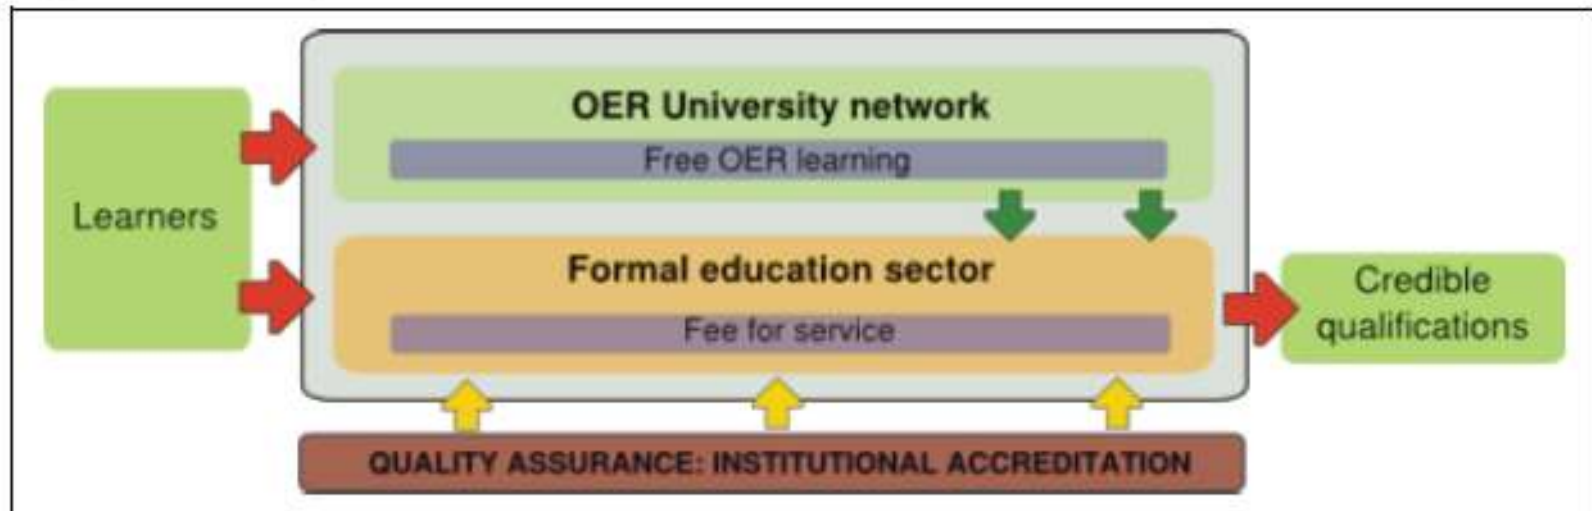 OER University network
Free OER learning
Learners
Formal education sector
Fee for service
Credible
qualifications
QUALITY ASSURANCE: INSTITUTIONAL ACCREDITATION